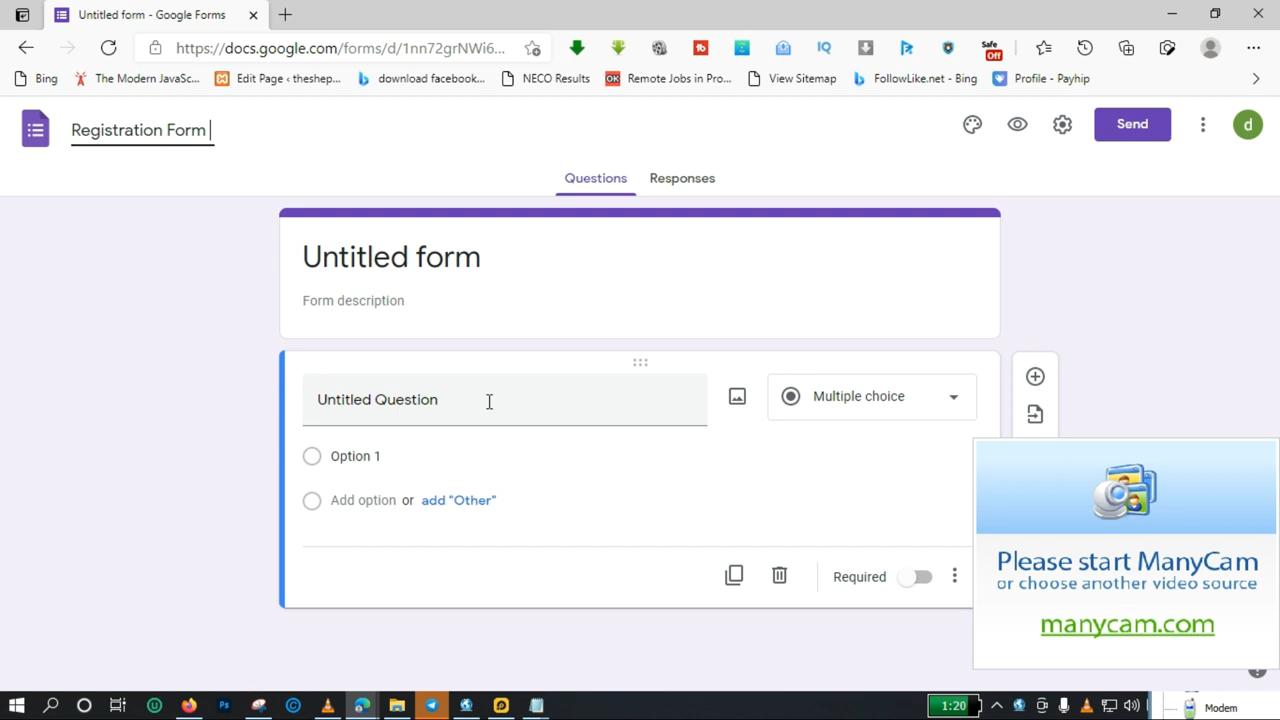 Untitled form - Google Forms
https://docs.google.com/forms/d/1nn72grNWi6...
Safe
Off
Bing
The Modern JavaSc...
Edit Page ‹ theshep...
download facebook...
NECO Results
OK
Remote Jobs in Pro...
View Sitemap
FollowLike.net - Bing
Profile - Payhip
Registration Form
Send
d
Questions
Responses
Untitled form
Form description
Untitled Question
Multiple choice
Option 1
Add option or add "Other"
Required
Please start ManyCam
or choose another video source
manycam.com
1:20
Modem